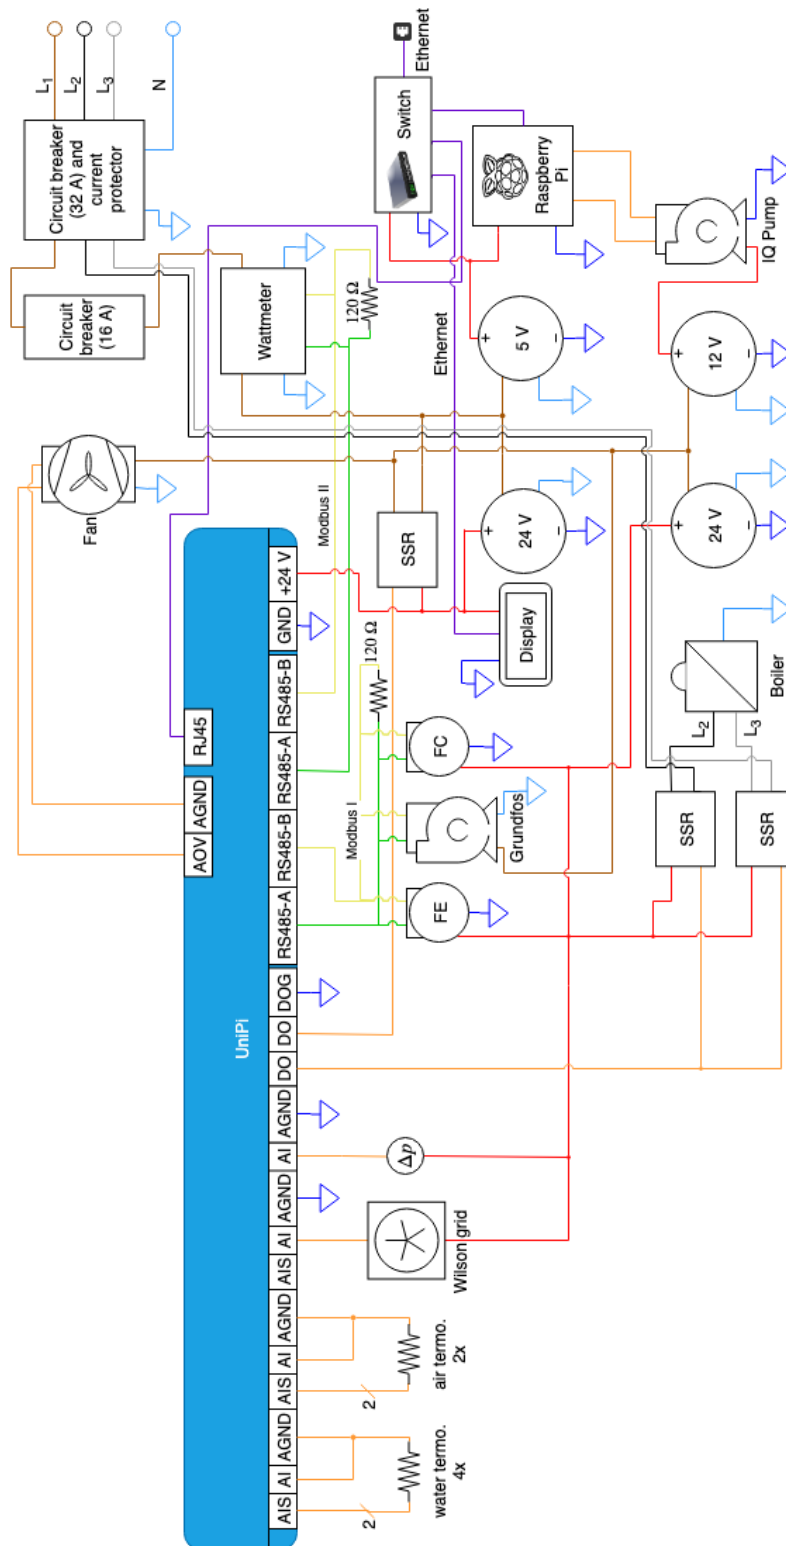 L1
L2
L3
N
Circuit breaker
(32 A) and
current
protector
Circuit
breaker
(16 A)
Wattmeter
120 Ω
Ethernet
Switch
Ethernet
Raspberry
Pi
IQ Pump
+
5 V
−
+
12 V
−
+
24 V
−
+
24 V
−
Fan
Modbus II
SSR
Display
Boiler
L2
L3
SSR
SSR
120 Ω
Modbus I
FC
Grundfos
FE
UniPi
RJ45
AGND
AOV
+24 V
GND
RS485-B
RS485-A
RS485-B
RS485-A
DOG
DO
DO
AGND
AI
AGND
AI
AIS
AGND
AI
AIS
AGND
AI
AIS
Δp
Wilson grid
air termo.
2x
2
water termo.
4x
2